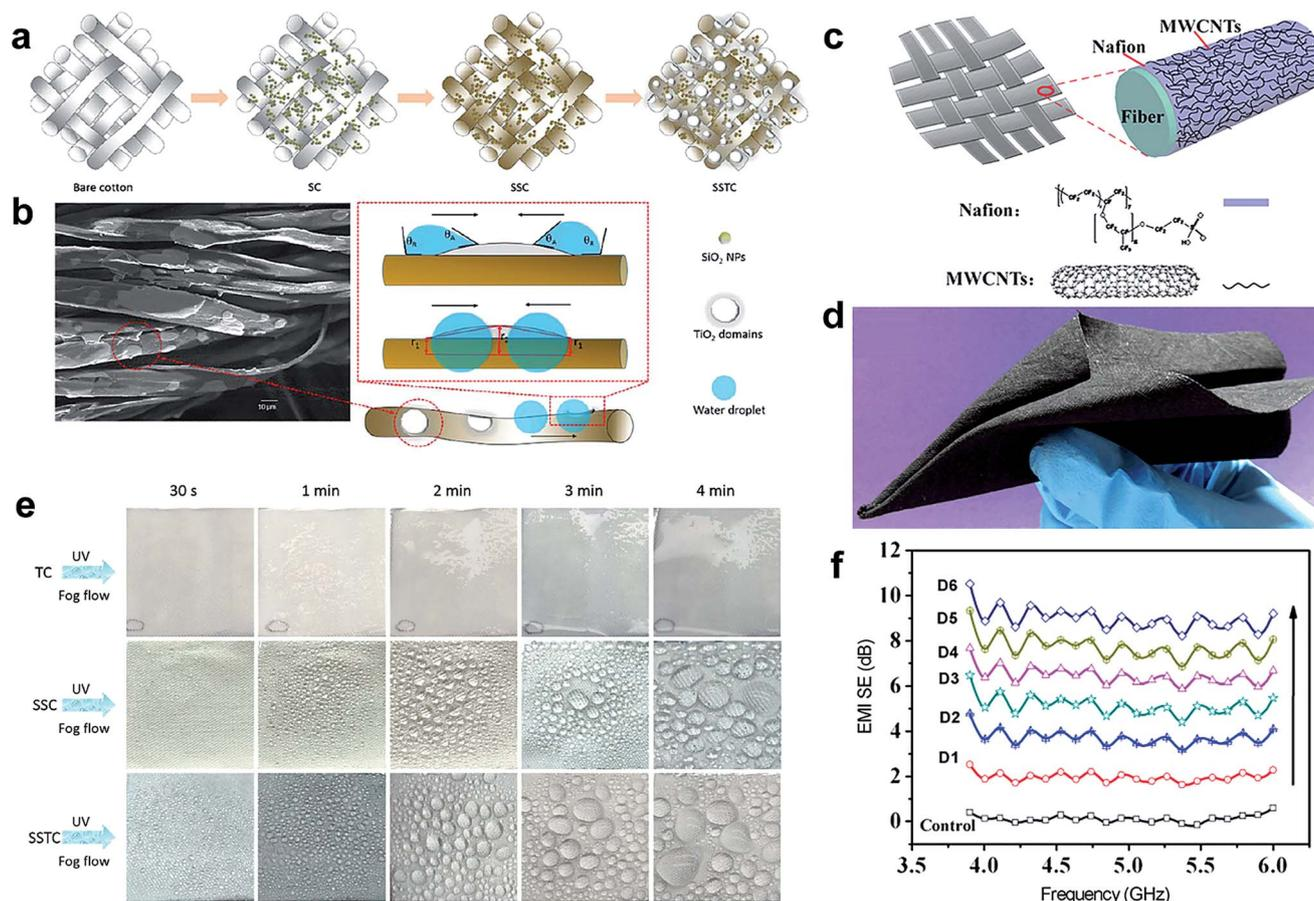 a
Bare cotton
SC
SSC
SSTC
b
10 μm
θR
θA
θA
θR
r1
r2
r1
SiO2 NPs
TiO2 domains
Water droplet
c
MWCNTs
Nafion
Fiber
Nafion:
MWCNTs:
d
e
30 s
1 min
2 min
3 min
4 min
TC
UV
Fog flow
SSC
UV
Fog flow
SSTC
UV
Fog flow
f
EMI SE (dB)
12
10
8
6
4
2
0
D6
D5
D4
D3
D2
D1
Control
3.5
4.0
4.5
5.0
5.5
6.0
Frequency (GHz)